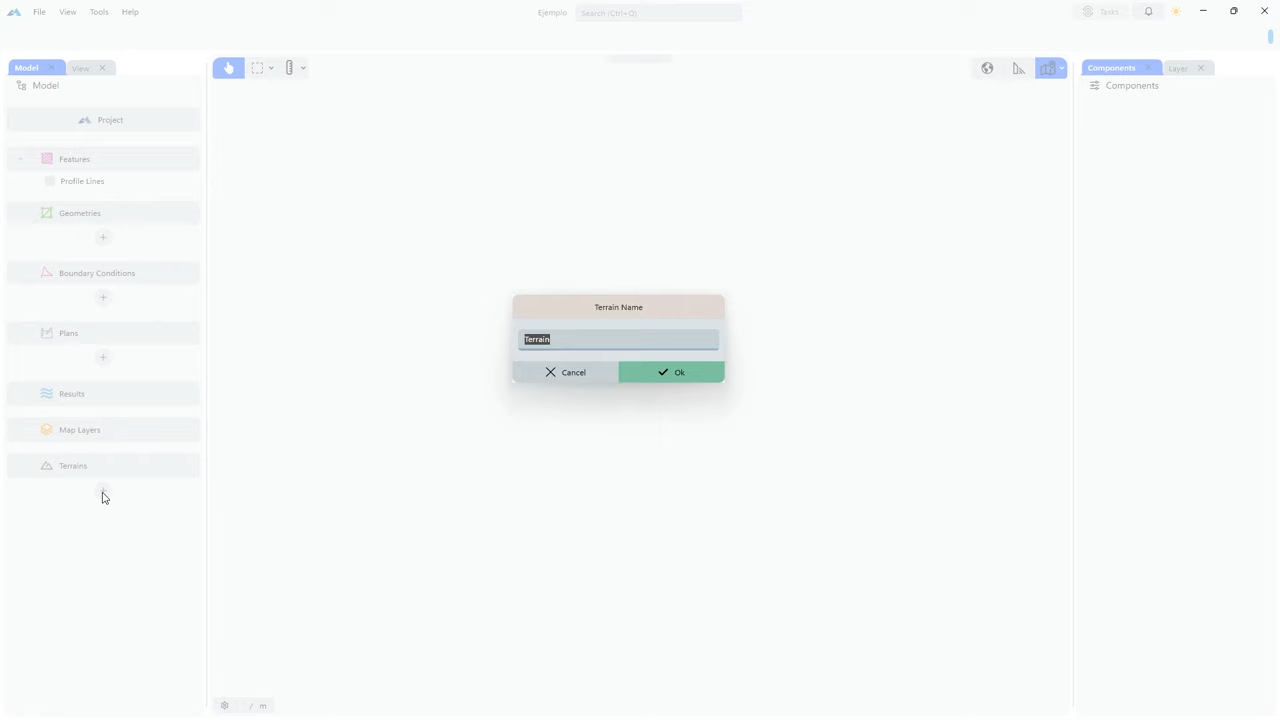 File View Tools Help Ejemplo Search (Ctrl+Q) Tasks
Model View Components Layer
Model Components
Project
Features
Profile Lines
Geometries
Boundary Conditions
Terrain Name
Plans
Terrain
Cancel Ok
Results
Map Layers
Terrains
/ m